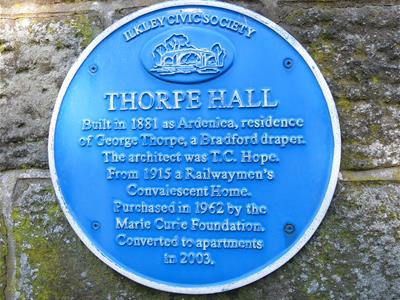 ILKLEY CIVIC SOCIETY
THORPE HALL
Built in 1881 as Ardenlea, residence
of George Thorpe, a Bradford draper.
The architect was T.C. Hope.
From 1915 a Railwaymen's
Convalescent Home.
Purchased in 1962 by the
Marie Curie Foundation.
Converted to apartments
in 2003.